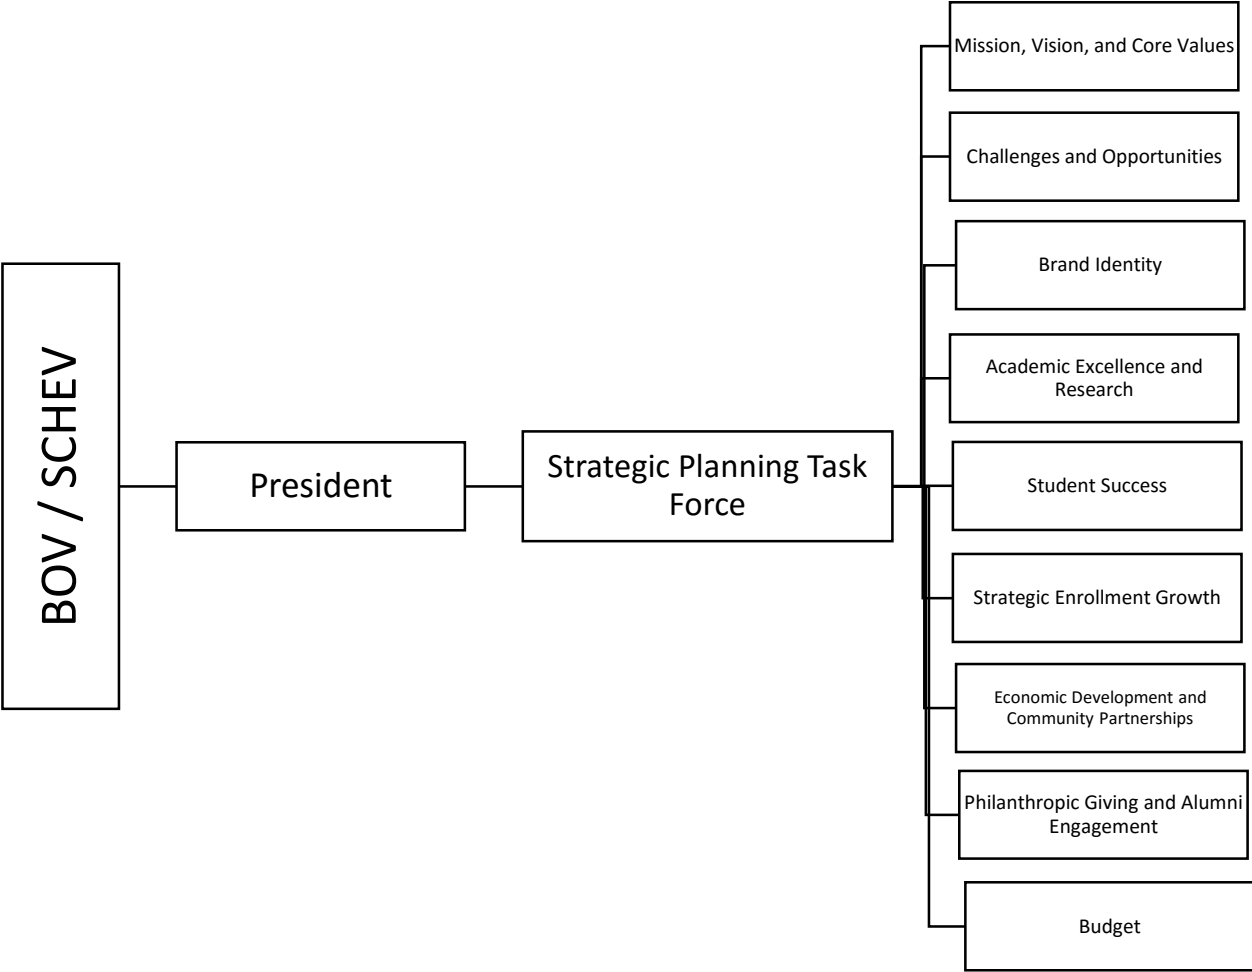 BOV / SCHEV
President
Strategic Planning Task
Force
Mission, Vision, and Core Values
Challenges and Opportunities
Brand Identity
Academic Excellence and
Research
Student Success
Strategic Enrollment Growth
Economic Development and
Community Partnerships
Philanthropic Giving and Alumni
Engagement
Budget